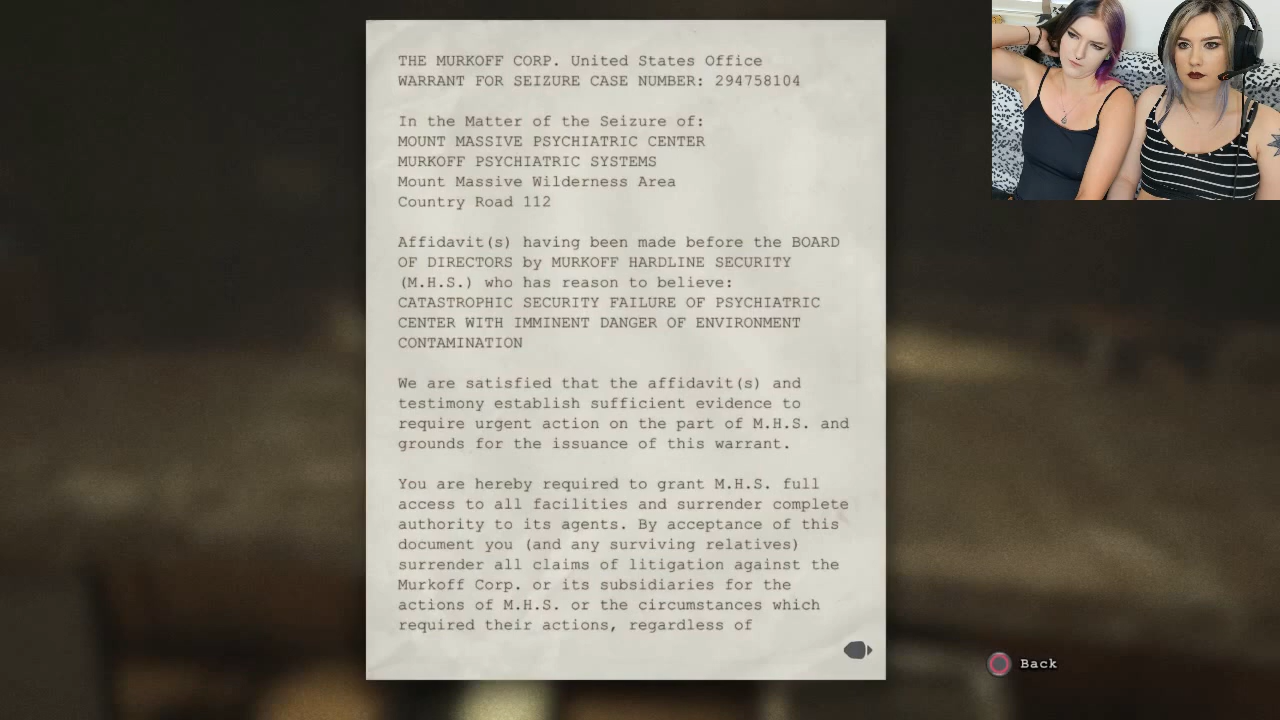 THE MURKOFF CORP. United States Office
WARRANT FOR SEIZURE CASE NUMBER: 294758104
In the Matter of the Seizure of:
MOUNT MASSIVE PSYCHIATRIC CENTER
MURKOFF PSYCHIATRIC SYSTEMS
Mount Massive Wilderness Area
Country Road 112
Affidavit(s) having been made before the BOARD
OF DIRECTORS by MURKOFF HARDLINE SECURITY
(M.H.S.) who has reason to believe:
CATASTROPHIC SECURITY FAILURE OF PSYCHIATRIC
CENTER WITH IMMINENT DANGER OF ENVIRONMENT
CONTAMINATION
We are satisfied that the affidavit(s) and
testimony establish sufficient evidence to
require urgent action on the part of M.H.S. and
grounds for the issuance of this warrant.
You are hereby required to grant M.H.S. full
access to all facilities and surrender complete
authority to its agents. By acceptance of this
document you (and any surviving relatives)
surrender all claims of litigation against the
Murkoff Corp. or its subsidiaries for the
actions of M.H.S. or the circumstances which
required their actions, regardless of
Back